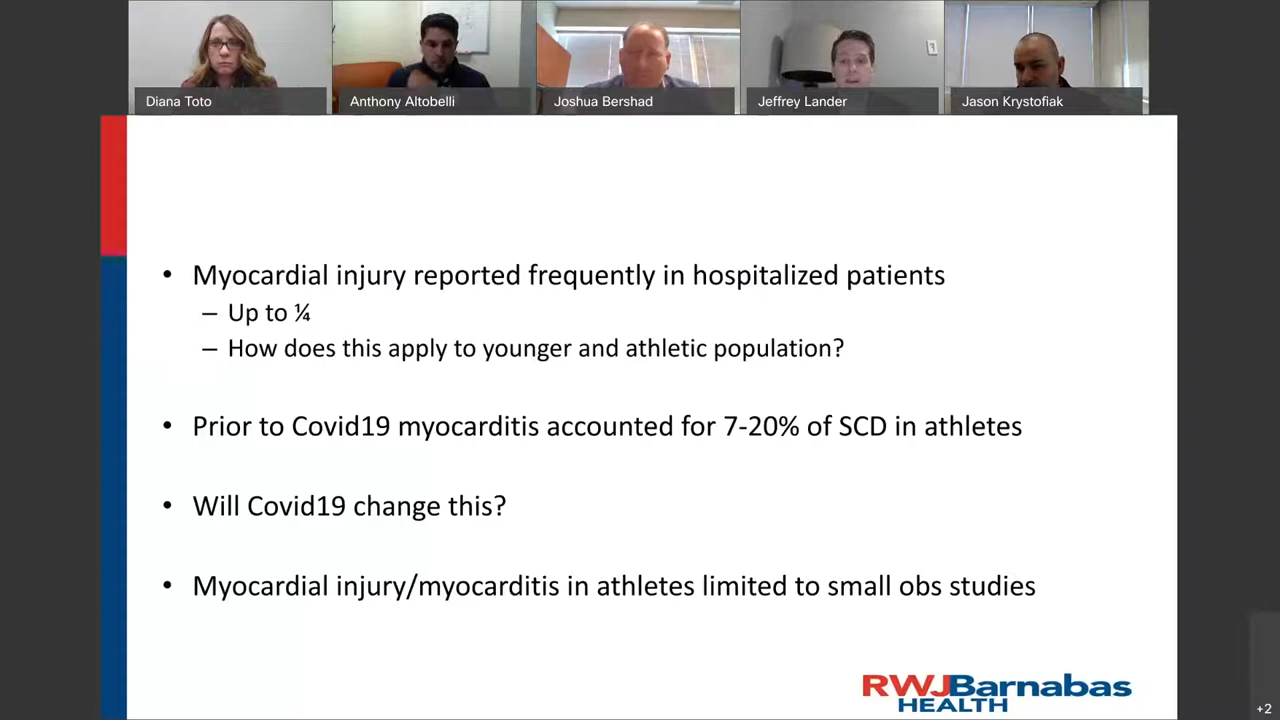 Diana Toto
Anthony Altobelli
Joshua Bershad
Jeffrey Lander
Jason Krystofiak
• Myocardial injury reported frequently in hospitalized patients
– Up to ¼
– How does this apply to younger and athletic population?
• Prior to Covid19 myocarditis accounted for 7-20% of SCD in athletes
• Will Covid19 change this?
• Myocardial injury/myocarditis in athletes limited to small obs studies
RWJBarnabas
HEALTH
+2